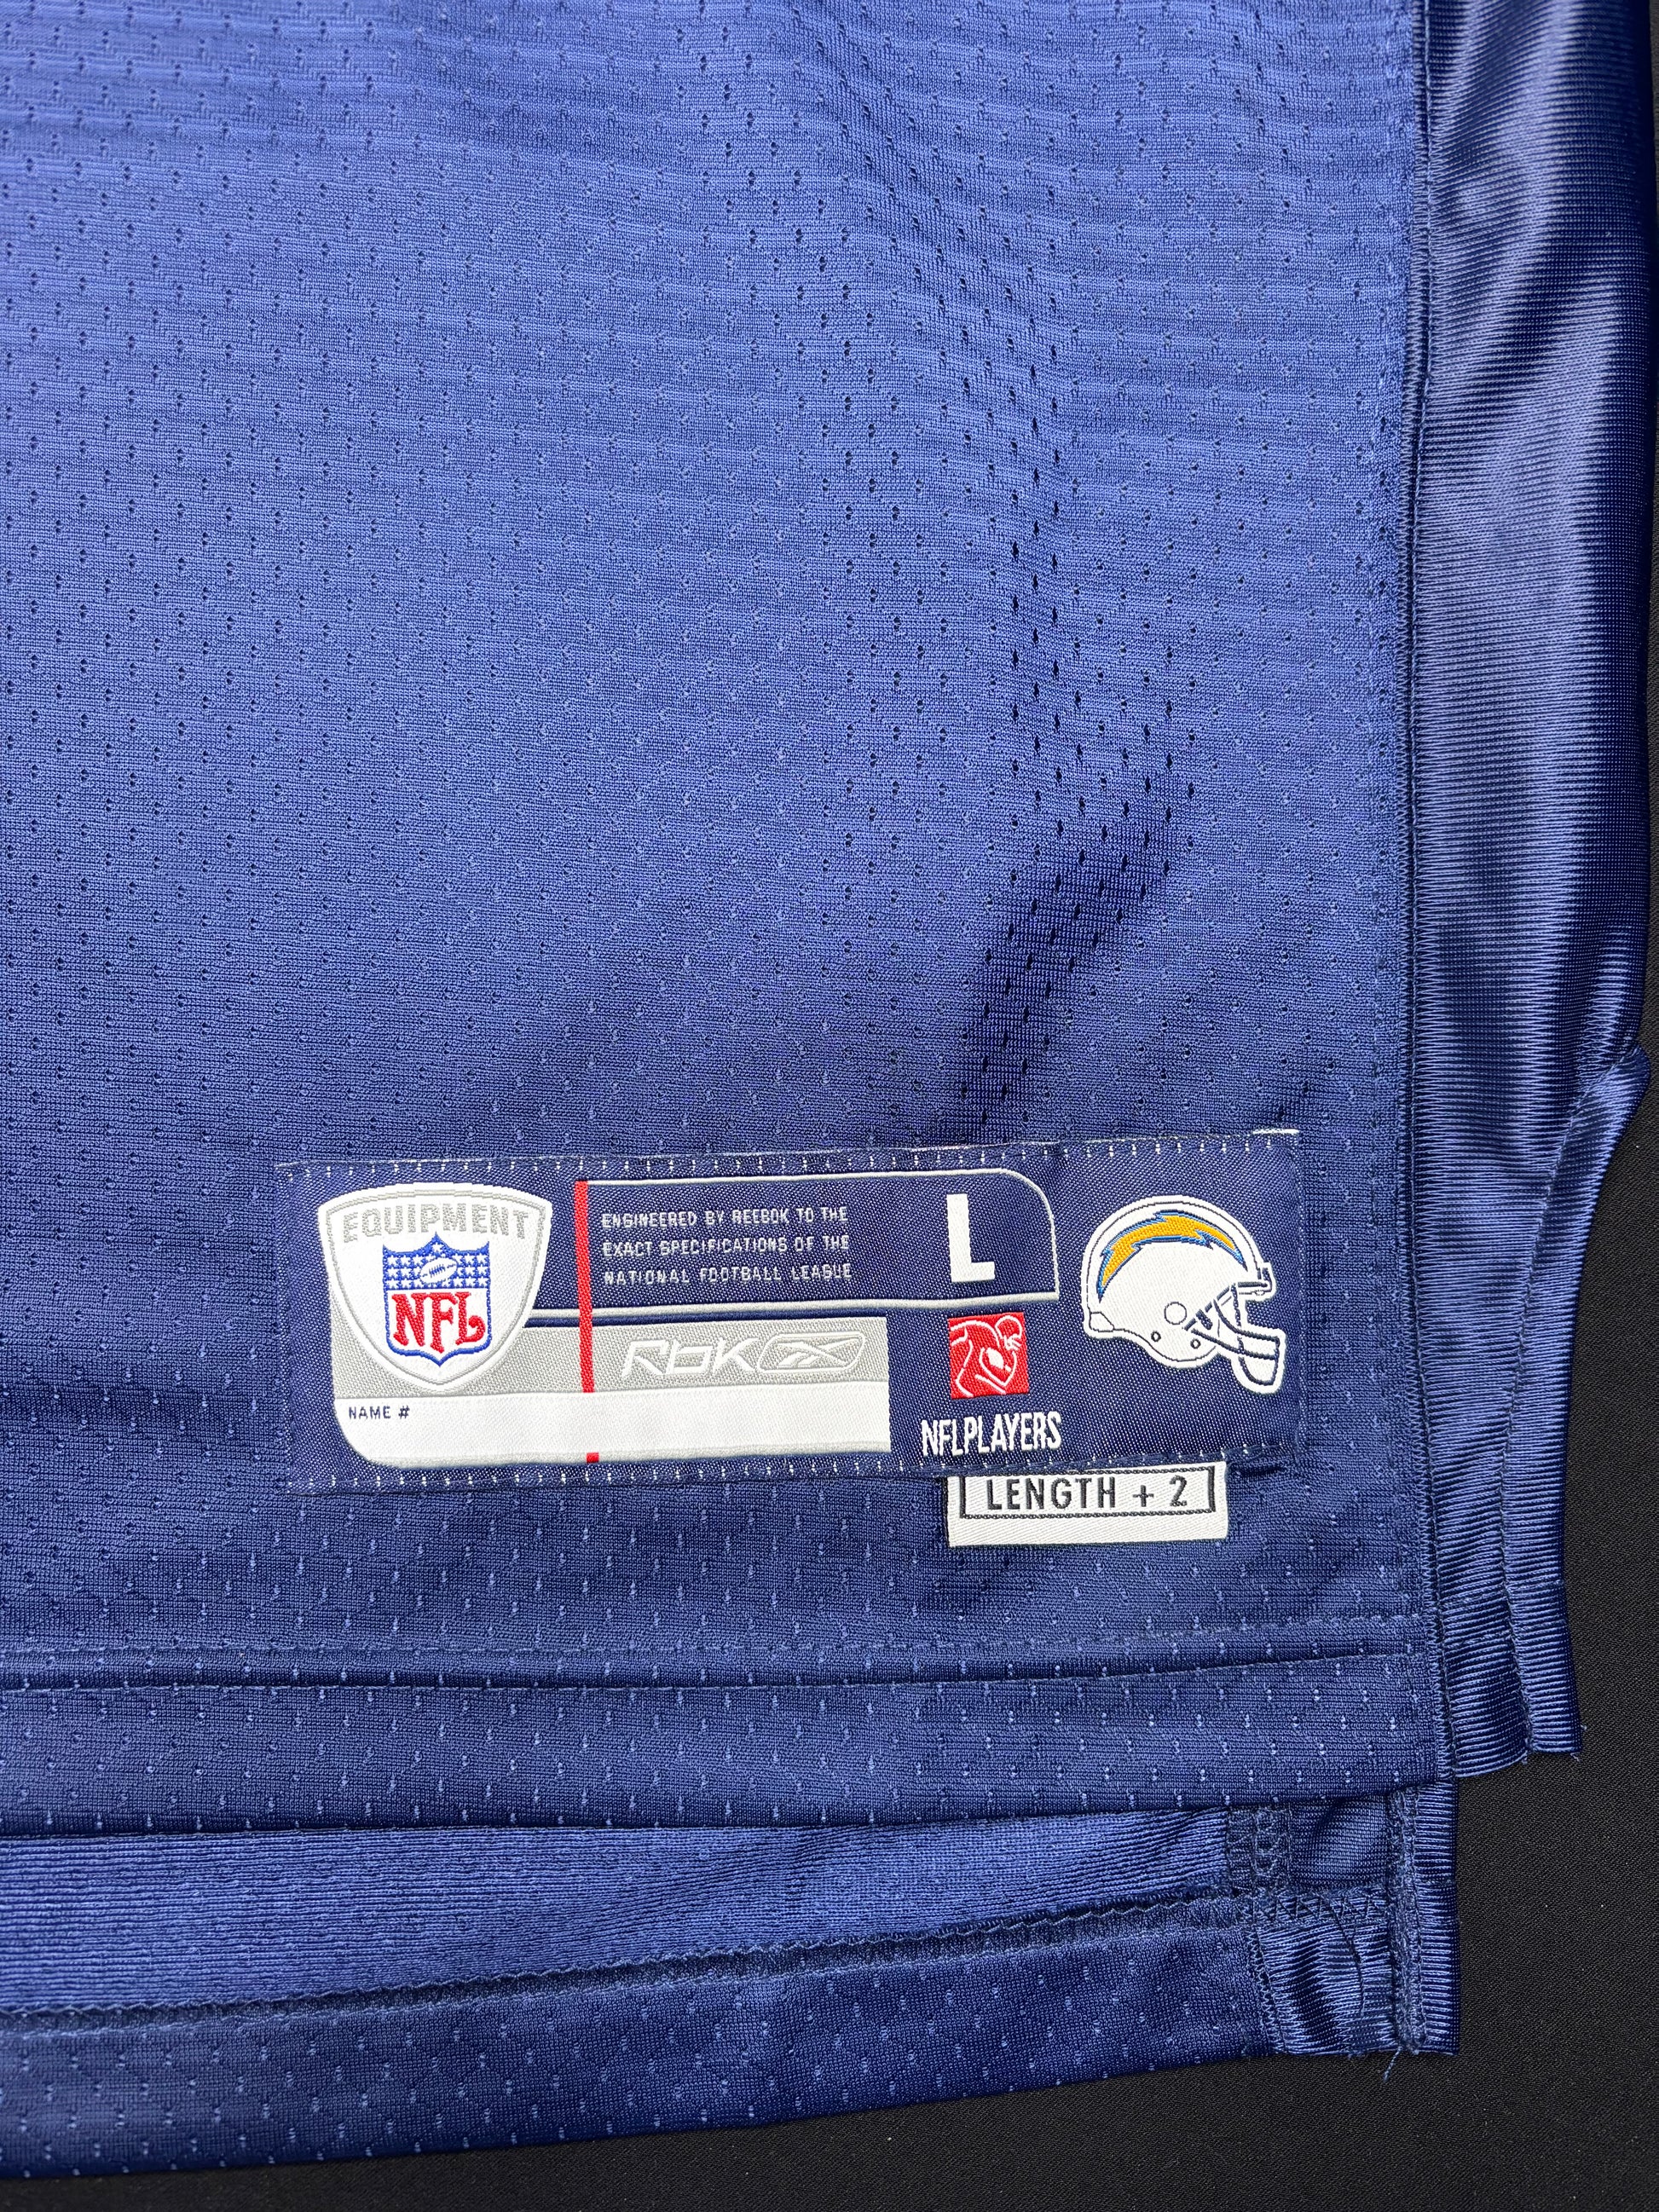 EQUIPMENT
NFL
ENGINEERED BY REEBOK TO THE
EXACT SPECIFICATIONS OF THE
NATIONAL FOOTBALL LEAGUE
L
RbK
NAME #
NFLPLAYERS
LENGTH + 2